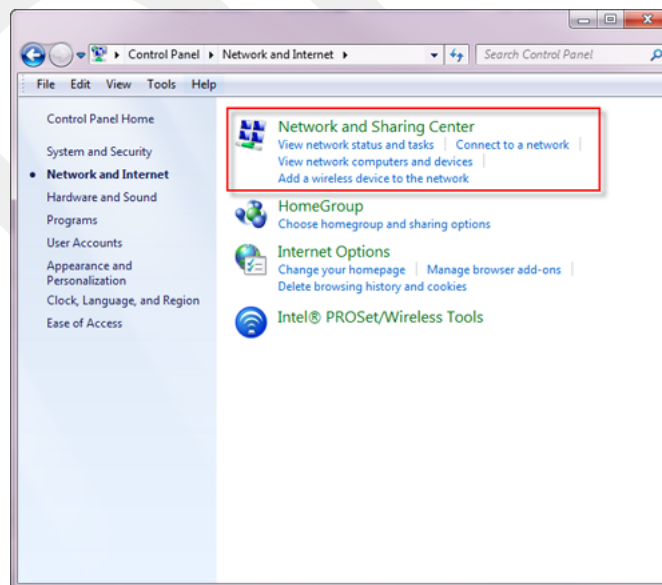 Control Panel ▸ Network and Internet ▸
Search Control Panel
File Edit View Tools Help
Control Panel Home
System and Security
Network and Internet
Hardware and Sound
Programs
User Accounts
Appearance and
Personalization
Clock, Language, and Region
Ease of Access
Network and Sharing Center
View network status and tasks | Connect to a network |
View network computers and devices |
Add a wireless device to the network
HomeGroup
Choose homegroup and sharing options
Internet Options
Change your homepage | Manage browser add-ons |
Delete browsing history and cookies
Intel® PROSet/Wireless Tools